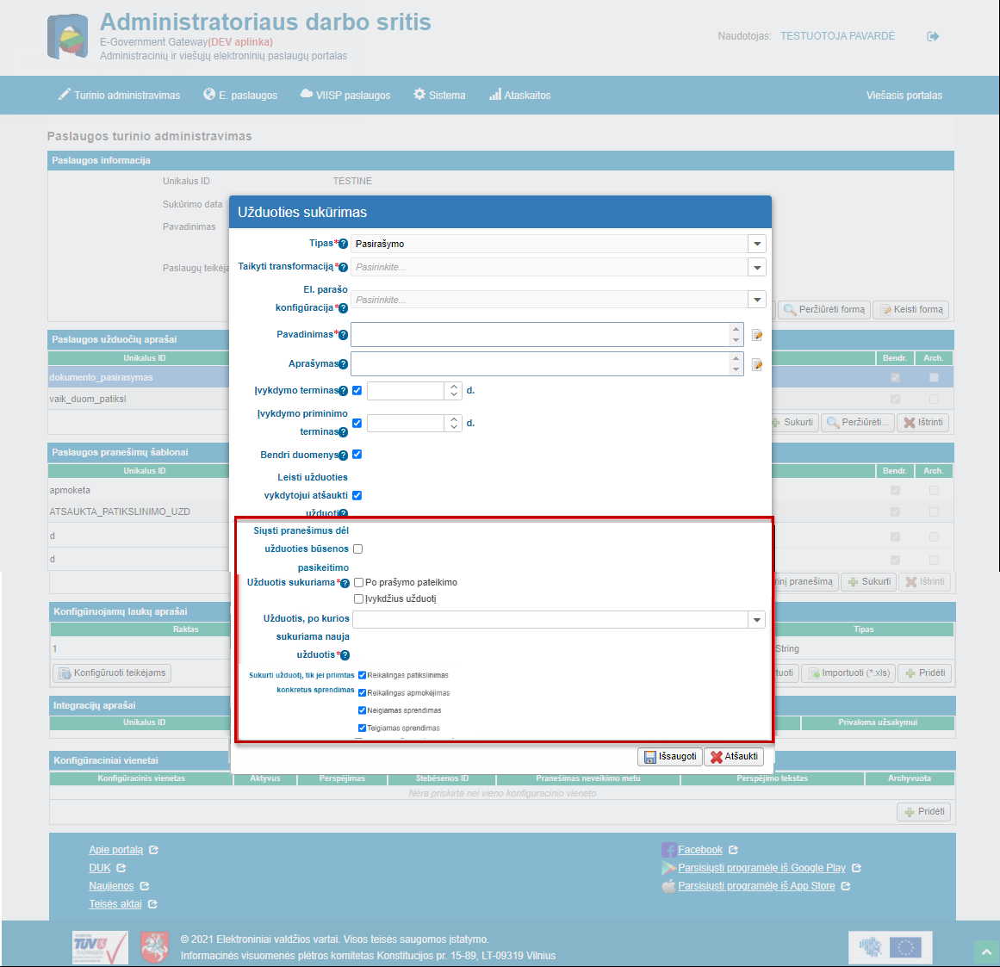 Administratoriaus darbo sritis
E-Government Gateway(DEV aplinka)
Administracinių ir viešųjų elektroninių paslaugų portalas
Naudotojas: TESTUOTOJA PAVARDĖ
Turinio administravimas E. paslaugos VIISP paslaugos Sistema Ataskaitos Viešasis portalas
Paslaugos turinio administravimas
Paslaugos informacija
Unikalus ID TESTINE
Sukūrimo data
Pavadinimas
Paslaugų teikėja
Peržiūrėti formą Keisti formą
Užduoties sukūrimas
Tipas*? Pasirašymo
Taikyti transformaciją*? Pasirinkite...
El. parašo
konfigūracija*? Pasirinkite...
Pavadinimas*?
Aprašymas?
Įvykdymo terminas? d.
Įvykdymo priminimo
terminas? d.
Bendri duomenys?
Leisti užduoties
vykdytojui atšaukti
užduotį?
Siųsti pranešimus dėl
užduoties būsenos
pasikeitimo
Užduotis sukuriama*? Po prašymo pateikimo
Įvykdžius užduotį
Užduotis, po kurios
sukuriama nauja
užduotis*?
Sukurti užduotį, tik jei priimtas
konkretus sprendimas
Reikalingas patikslinimas
Reikalingas apmokėjimas
Neigiamas sprendimas
Teigiamas sprendimas
Išsaugoti Atšaukti
Paslaugos užduočių aprašai
Unikalus ID Bendr. Arch.
dokumento_pasirasymas
vaik_duom_patiksl
Sukurti Peržiūrėti... Ištrinti
Paslaugos pranešimų šablonai
Unikalus ID Bendr. Arch.
apmoketa
ATSAUKTA_PATIKSLINIMO_UZD
d
d
rinį pranešimą Sukurti Ištrinti
Konfigūruojamų laukų aprašai
Raktas Tipas
1 String
Konfigūruoti teikėjams tuoti Importuoti (*.xls) Pridėti
Integracijų aprašai
Unikalus ID Privaloma užsakymui
Konfigūraciniai vienetai
Konfigūracinis vienetas Aktyvus Perspėjimas Stebėsenos ID Pranešimas neveikimo metu Perspėjimo tekstas Archyvuota
Nėra priskirta nei vieno konfigūracinio vieneto
Pridėti
Apie portalą
DUK
Naujienos
Teisės aktai
Facebook
Parsisiųsti programėlę iš Google Play
Parsisiųsti programėlę iš App Store
TÜV
© 2021 Elektroniniai valdžios vartai. Visos teisės saugomos įstatymo.
Informacinės visuomenės plėtros komitetas Konstitucijos pr. 15-89, LT-09319 Vilnius